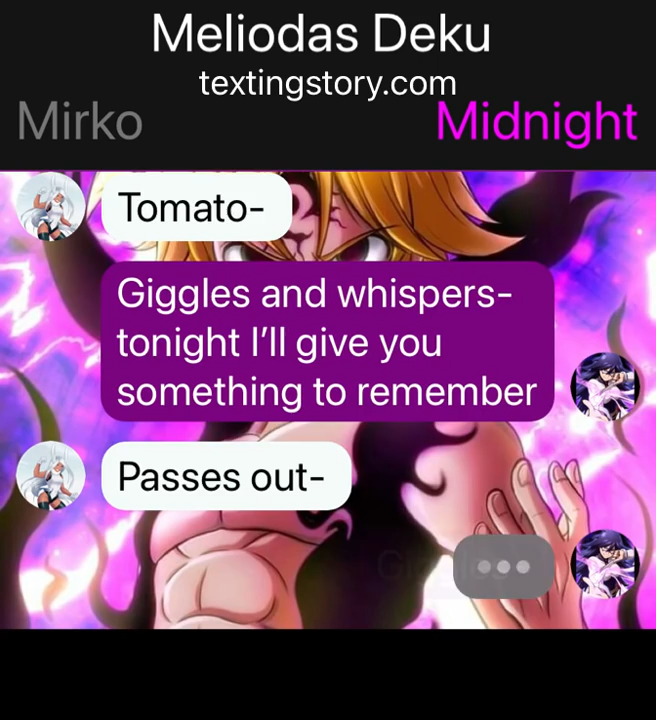 Meliodas Deku
textingstory.com
Mirko Midnight
Tomato-
Giggles and whispers-
tonight I’ll give you
something to remember
Passes out-